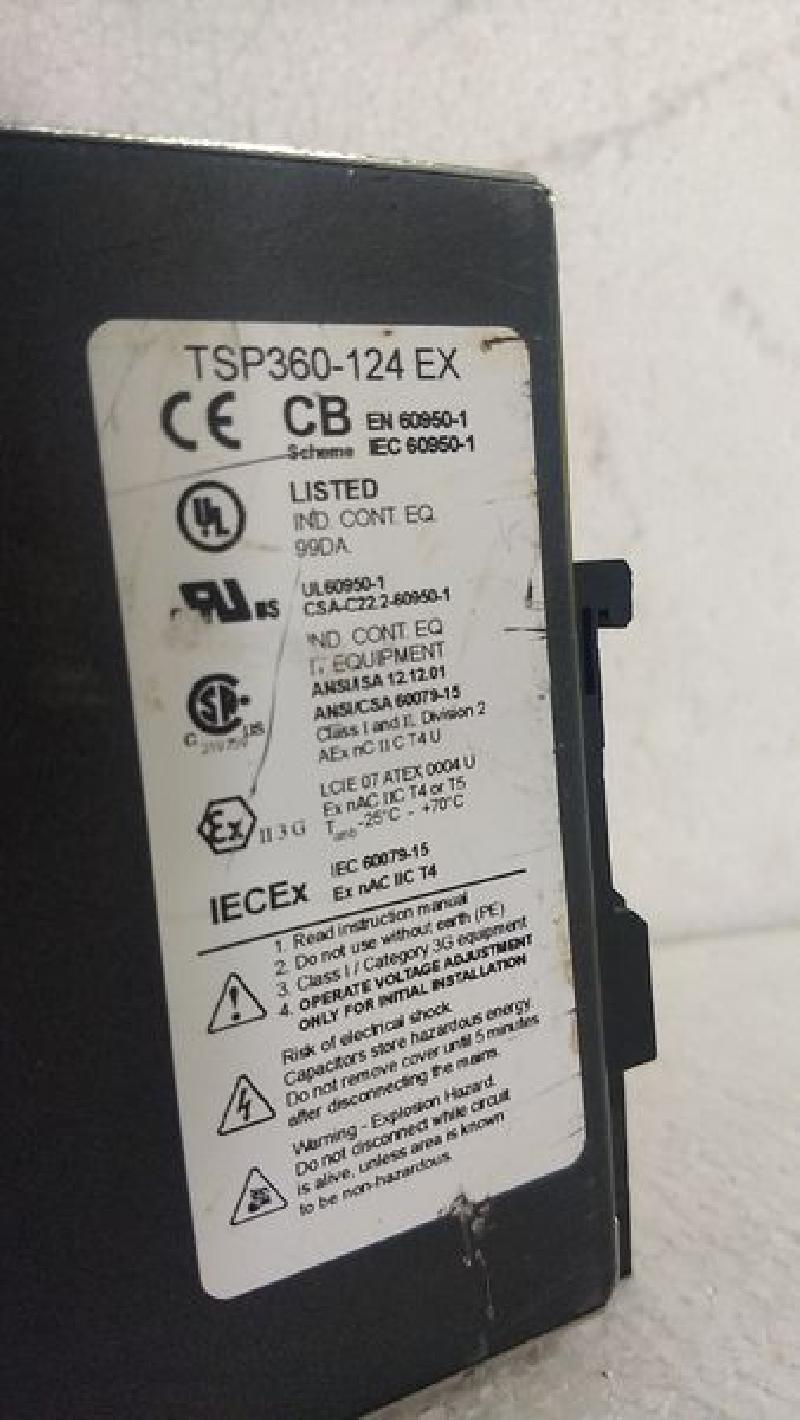 TSP360-124 EX
CE CB EN 60950-1
Scheme IEC 60950-1
UL LISTED
IND. CONT. EQ.
99DA
UL60950-1
US CSA-C22.2-60950-1
IND. CONT. EQ
I.T. EQUIPMENT
ANSI/ISA 12.12.01
ANSI/CSA 60079-15
C US Class I and II, Division 2
AEx nC II C T4 U
LCIE 07 ATEX 0004 U
Ex II 3 G Ex nAC IIC T4 or T5
Tamb -25°C - +70°C
IECEx IEC 60079-15
Ex nAC IIC T4
1. Read instruction manual
2. Do not use without earth (PE)
3. Class I / Category 3G equipment
4. OPERATE VOLTAGE ADJUSTMENT
ONLY FOR INITIAL INSTALLATION
Risk of electrical shock.
Capacitors store hazardous energy.
Do not remove cover until 5 minutes
after disconnecting the mains.
Warning - Explosion Hazard.
Do not disconnect while circuit
is alive, unless area is known
to be non-hazardous.